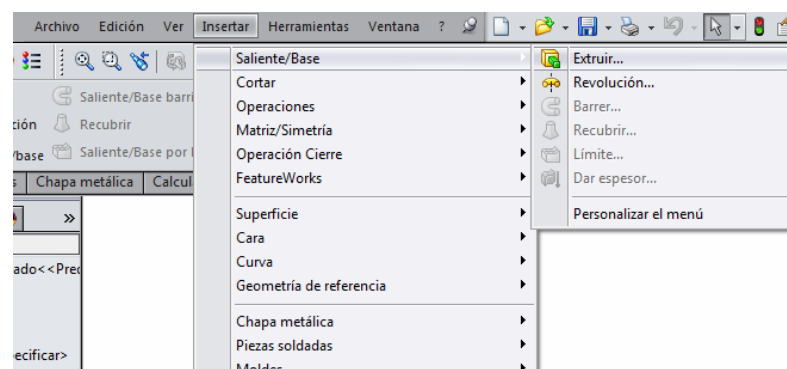 Archivo Edición Ver Insertar Herramientas Ventana ?
Saliente/Base
Extruir...
Cortar
Revolución...
Saliente/Base barri
Operaciones
Barrer...
ción Recubrir
Matriz/Simetría
Recubrir...
/base Saliente/Base por l
Operación Cierre
Límite...
s Chapa metálica Calcul
FeatureWorks
Dar espesor...
»
Superficie
Personalizar el menú
Cara
ado<<Pred
Curva
Geometría de referencia
Chapa metálica
Piezas soldadas
ecificar>
Moldes